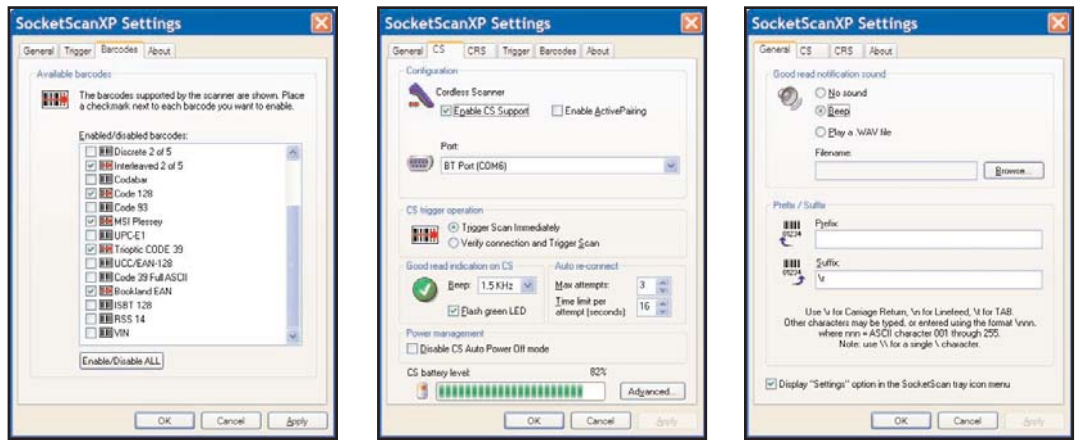 SocketScanXP Settings
General Trigger Barcodes About
Available barcodes
The barcodes supported by the scanner are shown. Place
a checkmark next to each barcode you want to enable.
Enabled/disabled barcodes:
Discrete 2 of 5
Interleaved 2 of 5
Codabar
Code 128
Code 93
MSI Plessey
UPC-E1
Trioptic CODE 39
UCC/EAN-128
Code 39 Full ASCII
Bookland EAN
ISBT 128
RSS 14
VIN
Enable/Disable ALL
OK Cancel Apply
SocketScanXP Settings
General CS CRS Trigger Barcodes About
Configuration
Cordless Scanner
Enable CS Support Enable ActivePairing
Port:
BT Port (COM6)
CS trigger operation
Trigger Scan Immediately
Verify connection and Trigger Scan
Good read indication on CS
Beep: 1.5 KHz
Flash green LED
Auto re-connect
Max attempts: 3
Time limit per
attempt (seconds) 16
Power management
Disable CS Auto Power Off mode
CS battery level: 82%
Advanced...
OK Cancel Apply
SocketScanXP Settings
General CS CRS About
Good read notification sound
No sound
Beep
Play a .WAV file
Filename:
Browse...
Prefix / Suffix
01234
Prefix:
01234
Suffix:
\r
Use \r for Carriage Return, \n for Linefeed, \t for TAB.
Other characters may be typed, or entered using the format \nnn.
where nnn = ASCII character 001 through 255.
Note: use \\ for a single \ character.
Display "Settings" option in the SocketScan tray icon menu
OK Cancel Apply